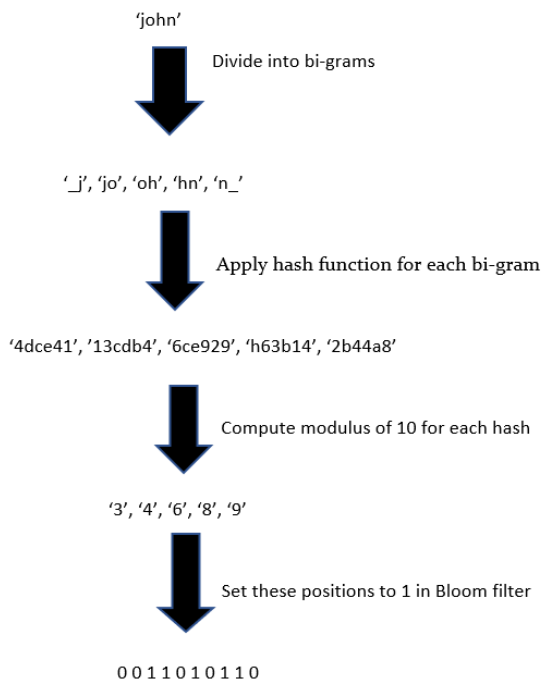 ‘john’
Divide into bi-grams
‘_j’, ‘jo’, ‘oh’, ‘hn’, ‘n_’
Apply hash function for each bi-gram
‘4dce41’, ’13cdb4’, ‘6ce929’, ‘h63b14’, ‘2b44a8’
Compute modulus of 10 for each hash
‘3’, ‘4’, ‘6’, ‘8’, ‘9’
Set these positions to 1 in Bloom filter
0 0 1 1 0 1 0 1 1 0